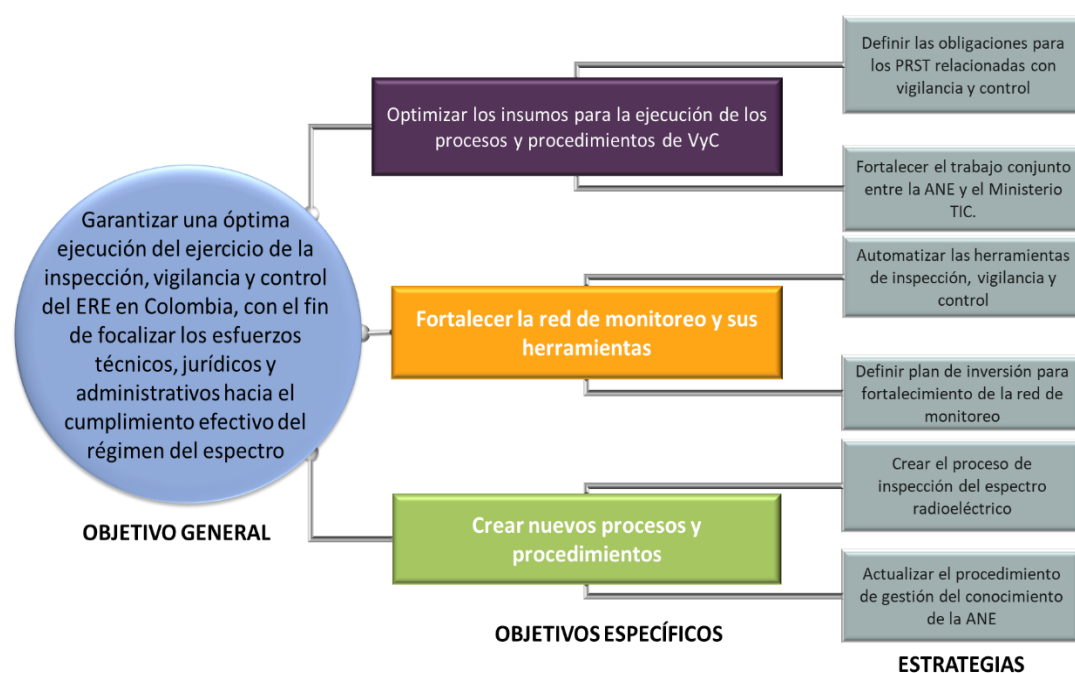 Garantizar una óptima
ejecución del ejercicio de la
inspección, vigilancia y control
del ERE en Colombia, con el fin
de focalizar los esfuerzos
técnicos, jurídicos y
administrativos hacia el
cumplimiento efectivo del
régimen del espectro
OBJETIVO GENERAL
Optimizar los insumos para la ejecución de los
procesos y procedimientos de VyC
Fortalecer la red de monitoreo y sus
herramientas
Crear nuevos procesos y
procedimientos
OBJETIVOS ESPECÍFICOS
Definir las obligaciones para
los PRST relacionadas con
vigilancia y control
Fortalecer el trabajo conjunto
entre la ANE y el Ministerio
TIC.
Automatizar las herramientas
de inspección, vigilancia y
control
Definir plan de inversión para
fortalecimiento de la red de
monitoreo
Crear el proceso de
inspección del espectro
radioeléctrico
Actualizar el procedimiento
de gestión del conocimiento
de la ANE
ESTRATEGIAS